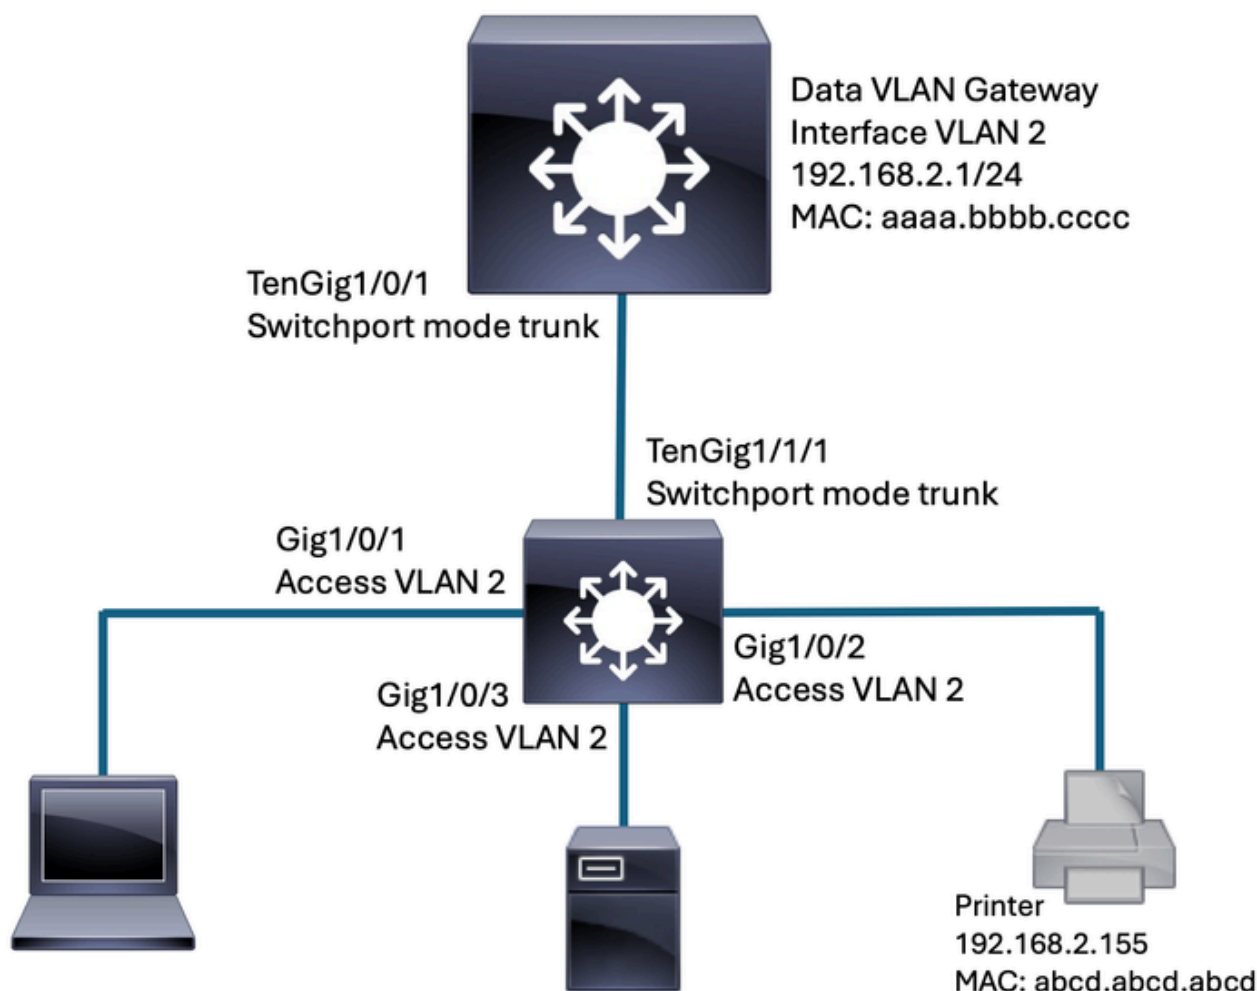 Data VLAN Gateway
Interface VLAN 2
192.168.2.1/24
MAC: aaaa.bbbb.cccc
TenGig1/0/1
Switchport mode trunk
TenGig1/1/1
Switchport mode trunk
Gig1/0/1
Access VLAN 2
Gig1/0/2
Access VLAN 2
Gig1/0/3
Access VLAN 2
Printer
192.168.2.155
MAC: abcd.abcd.abcd